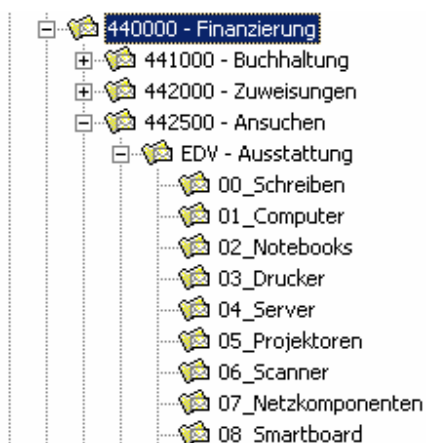 440000 - Finanzierung
441000 - Buchhaltung
442000 - Zuweisungen
442500 - Ansuchen
EDV - Ausstattung
00_Schreiben
01_Computer
02_Notebooks
03_Drucker
04_Server
05_Projektoren
06_Scanner
07_Netzkomponenten
08_Smartboard